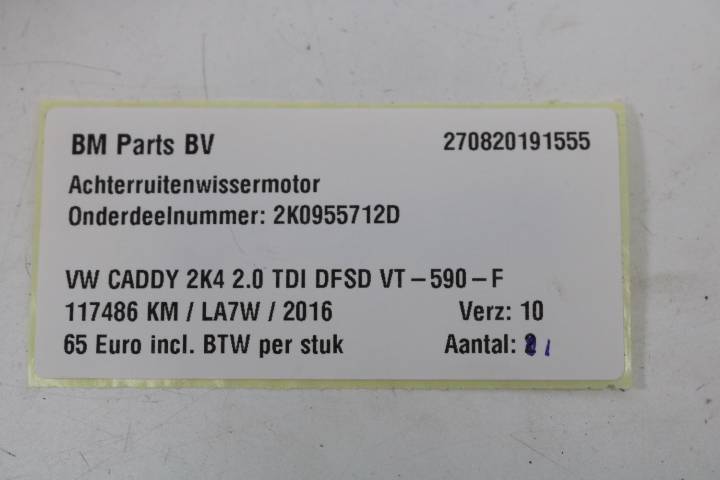 BM Parts BV 270820191555
Achterruitenwissermotor
Onderdeelnummer: 2K0955712D
VW CADDY 2K4 2.0 TDI DFSD VT-590-F
117486 KM / LA7W / 2016 Verz: 10
65 Euro incl. BTW per stuk Aantal: 1